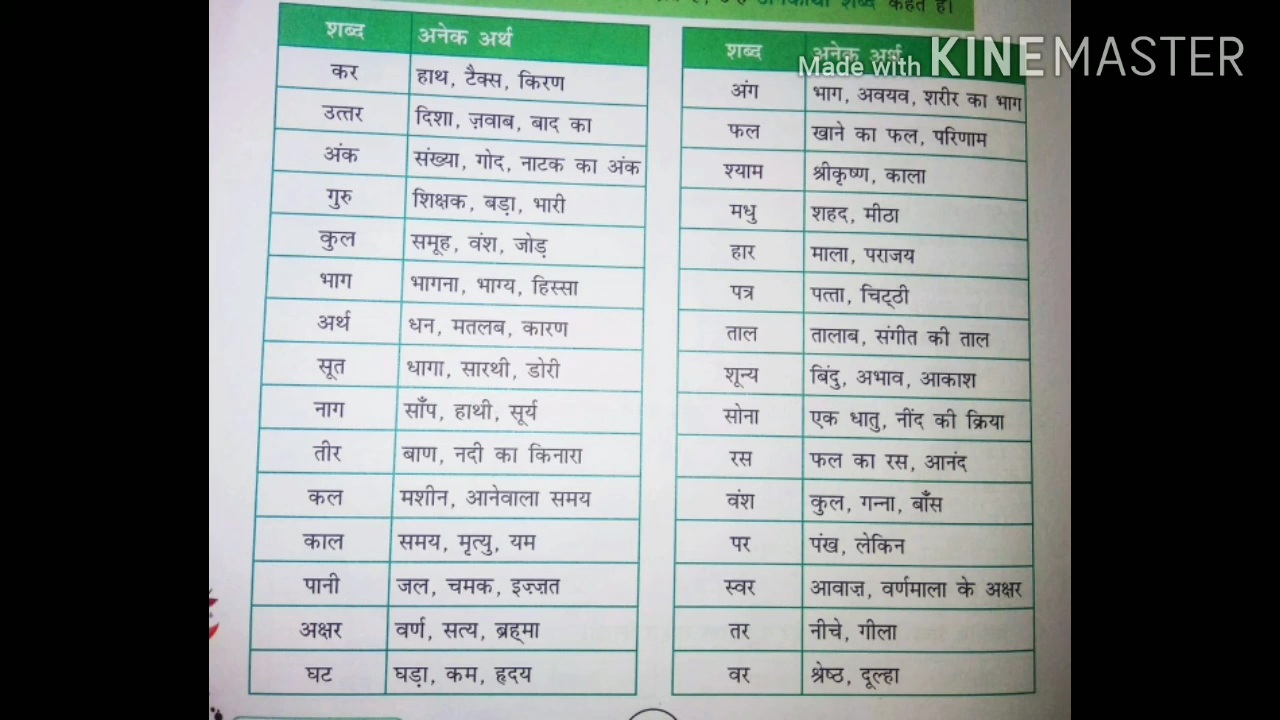 अनेकार्थी शब्द कहते हैं।
शब्द अनेक अर्थ
कर हाथ, टैक्स, किरण
उत्तर दिशा, ज़वाब, बाद का
अंक संख्या, गोद, नाटक का अंक
गुरु शिक्षक, बड़ा, भारी
कुल समूह, वंश, जोड़
भाग भागना, भाग्य, हिस्सा
अर्थ धन, मतलब, कारण
सूत धागा, सारथी, डोरी
नाग साँप, हाथी, सूर्य
तीर बाण, नदी का किनारा
कल मशीन, आनेवाला समय
काल समय, मृत्यु, यम
पानी जल, चमक, इज़्ज़त
अक्षर वर्ण, सत्य, ब्रह्मा
घट घड़ा, कम, हृदय
शब्द अनेक अर्थ
Made with KINEMASTER
अंग भाग, अवयव, शरीर का भाग
फल खाने का फल, परिणाम
श्याम श्रीकृष्ण, काला
मधु शहद, मीठा
हार माला, पराजय
पत्र पत्ता, चिट्ठी
ताल तालाब, संगीत की ताल
शून्य बिंदु, अभाव, आकाश
सोना एक धातु, नींद की क्रिया
रस फल का रस, आनंद
वंश कुल, गन्ना, बाँस
पर पंख, लेकिन
स्वर आवाज़, वर्णमाला के अक्षर
तर नीचे, गीला
वर श्रेष्ठ, दूल्हा